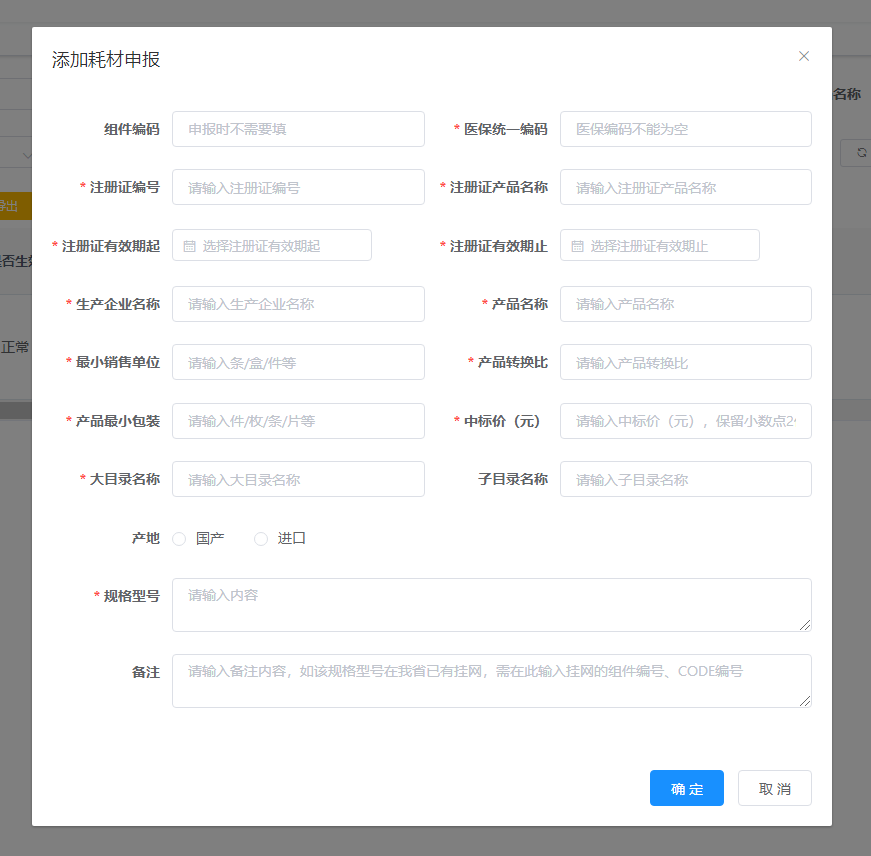 添加耗材申报
名称
组件编码 申报时不需要填 * 医保统一编码 医保编码不能为空
* 注册证编号 请输入注册证编号 * 注册证产品名称 请输入注册证产品名称
导出
* 注册证有效期起 选择注册证有效期起 * 注册证有效期止 选择注册证有效期止
是否生效
* 生产企业名称 请输入生产企业名称 * 产品名称 请输入产品名称
正常
* 最小销售单位 请输入条/盒/件等 * 产品转换比 请输入产品转换比
* 产品最小包装 请输入件/枚/条/片等 * 中标价（元） 请输入中标价（元），保留小数点2
* 大目录名称 请输入大目录名称 子目录名称 请输入子目录名称
产地 国产 进口
* 规格型号 请输入内容
备注 请输入备注内容，如该规格型号在我省已有挂网，需在此输入挂网的组件编号、CODE编号
确 定 取 消